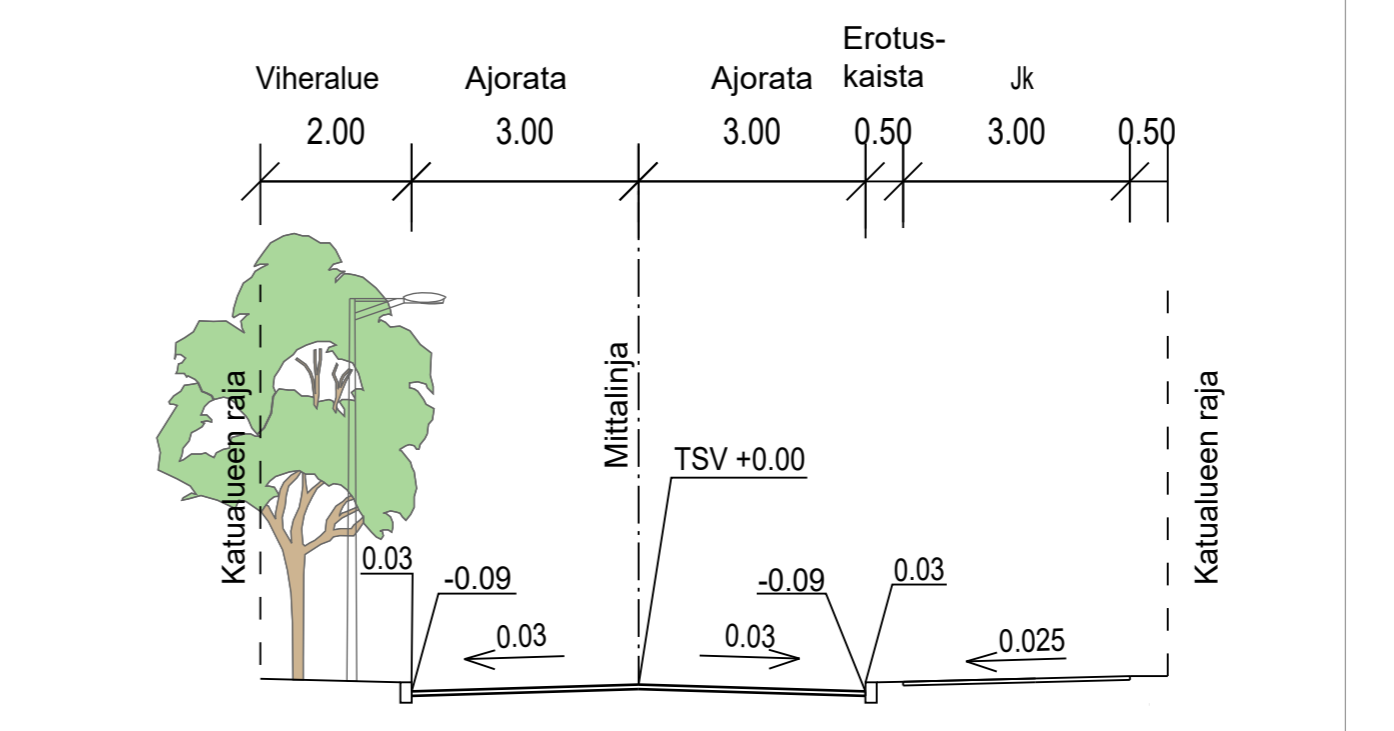 Erotus-
Viheralue Ajorata Ajorata kaista Jk
2.00 3.00 3.00 0.50 3.00 0.50
Katualueen raja
Mittalinja
Katualueen raja
TSV +0.00
0.03 -0.09 -0.09 0.03
0.03 0.03 0.025